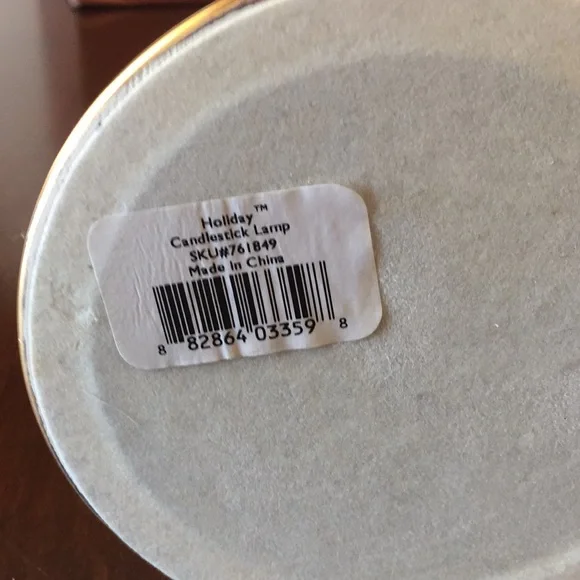 Holiday™
Candlestick Lamp
SKU#761849
Made in China
8 82864 03359 8